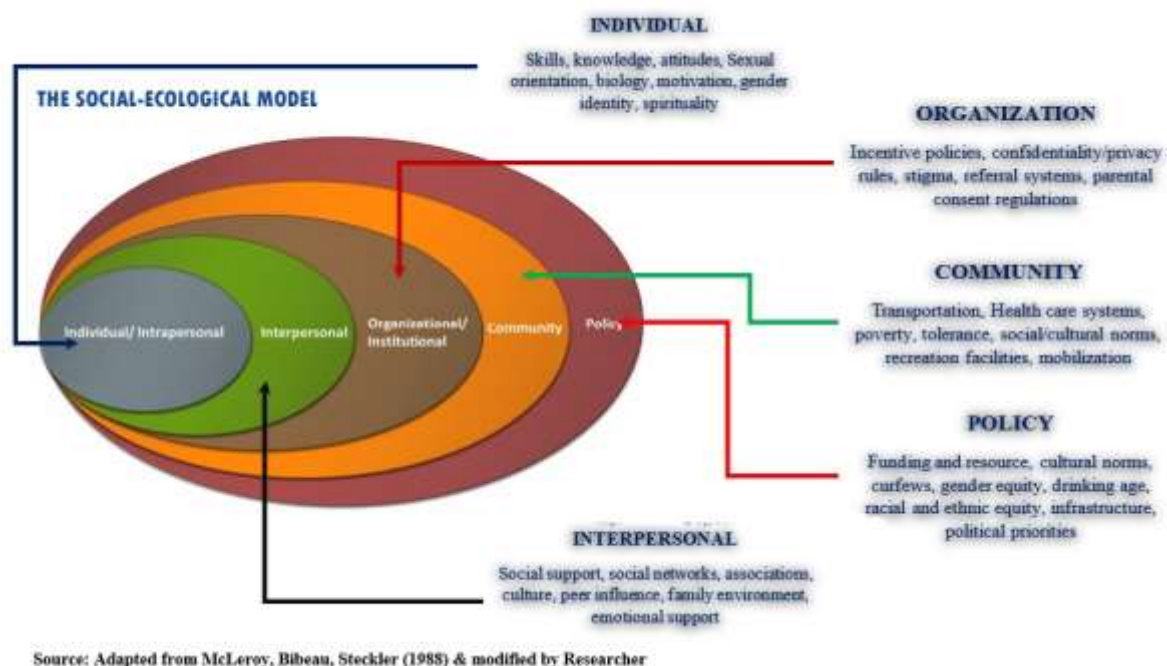 INDIVIDUAL
Skills, knowledge, attitudes, Sexual
orientation, biology, motivation, gender
identity, spirituality
THE SOCIAL-ECOLOGICAL MODEL
ORGANIZATION
Incentive policies, confidentiality/privacy
rules, stigma, referral systems, parental
consent regulations
COMMUNITY
Transportation, Health care systems,
poverty, tolerance, social/cultural norms,
recreation facilities, mobilization
Individual/ Intrapersonal
Interpersonal
Organizational/
Institutional
Community
Policy
POLICY
Funding and resource, cultural norms,
curfews, gender equity, drinking age,
racial and ethnic equity, infrastructure,
political priorities
INTERPERSONAL
Social support, social networks, associations,
culture, peer influence, family environment,
emotional support
Source: Adapted from McLeroy, Bibeau, Steckler (1988) & modified by Researcher